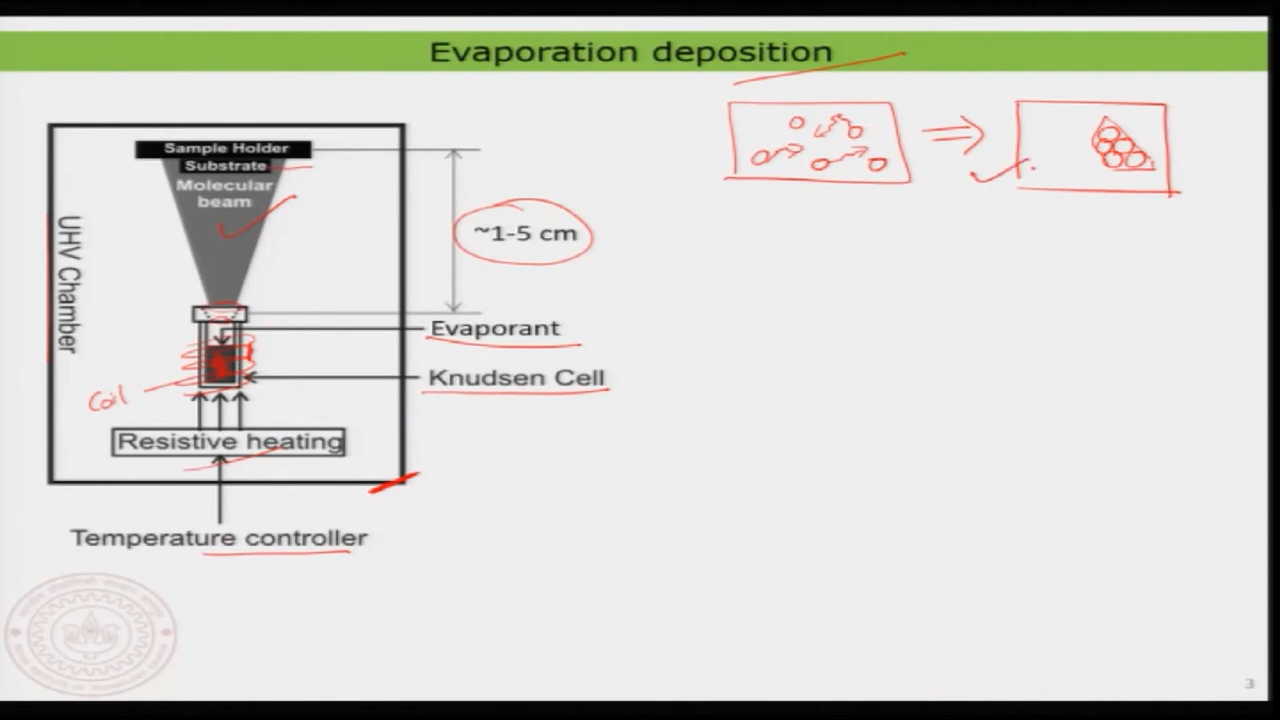 Evaporation deposition
Sample Holder
Substrate
Molecular
beam
UHV Chamber
~1-5 cm
Evaporant
Knudsen Cell
Coil
Resistive heating
Temperature controller
3